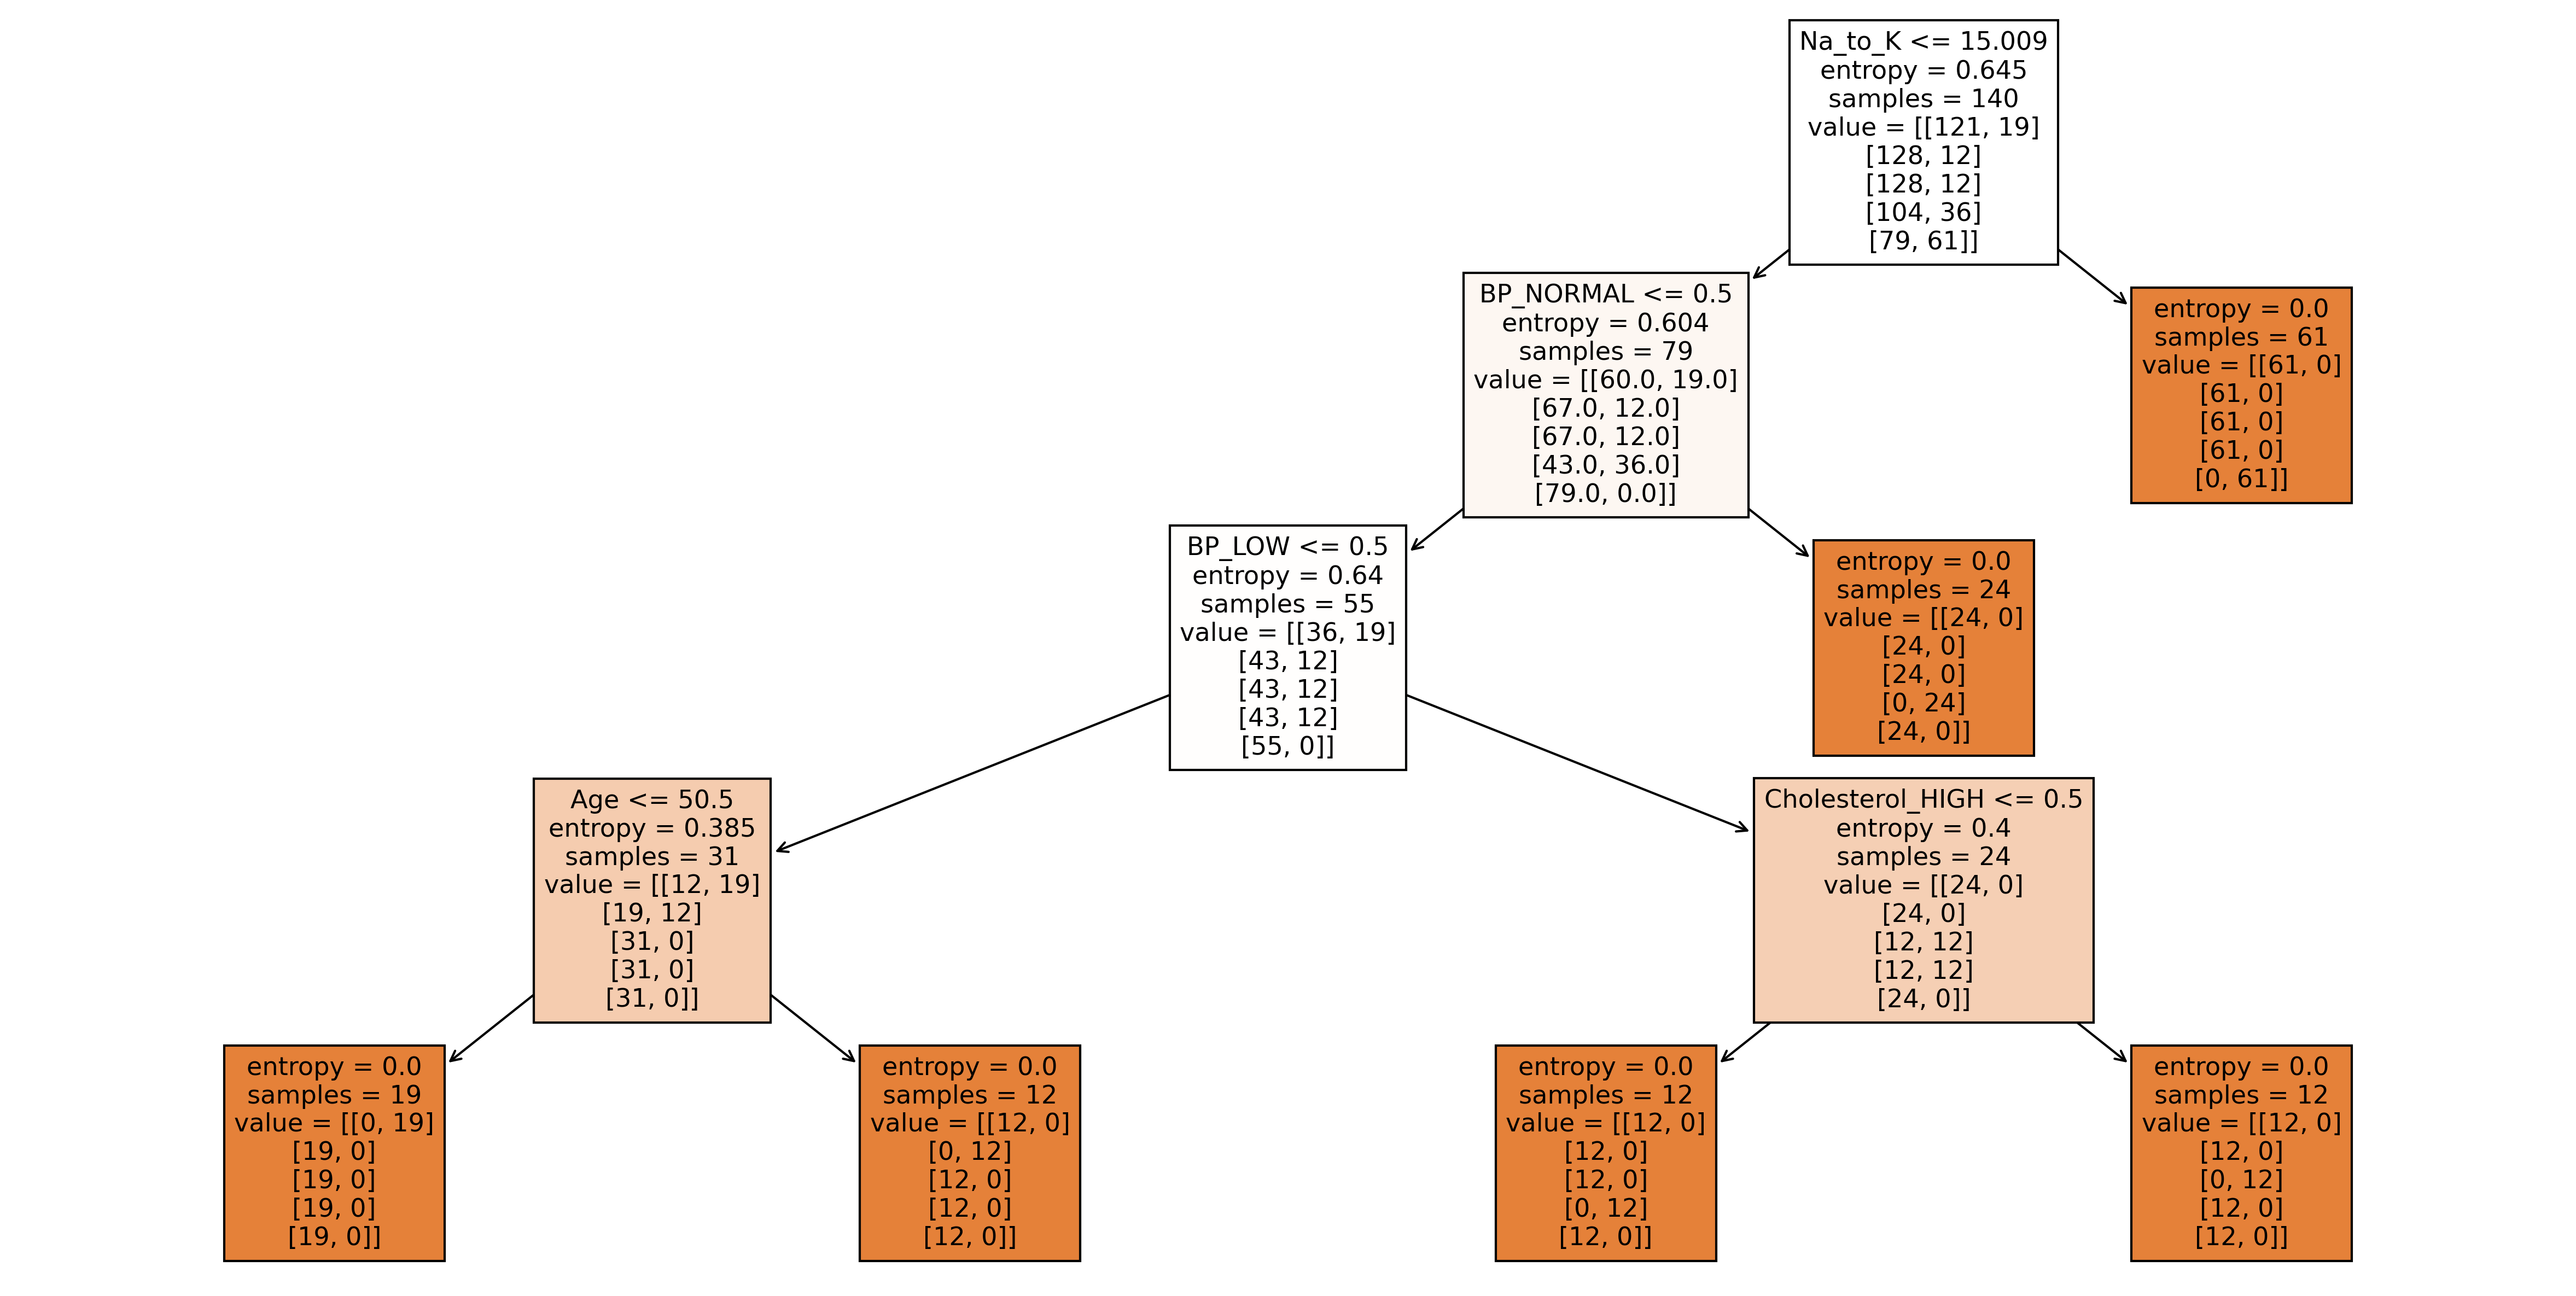 Na_to_K <= 15.009
entropy = 0.645
samples = 140
value = [[121, 19]
[128, 12]
[128, 12]
[104, 36]
[79, 61]]
BP_NORMAL <= 0.5
entropy = 0.604
samples = 79
value = [[60.0, 19.0]
[67.0, 12.0]
[67.0, 12.0]
[43.0, 36.0]
[79.0, 0.0]]
entropy = 0.0
samples = 61
value = [[61, 0]
[61, 0]
[61, 0]
[61, 0]
[0, 61]]
BP_LOW <= 0.5
entropy = 0.64
samples = 55
value = [[36, 19]
[43, 12]
[43, 12]
[43, 12]
[55, 0]]
entropy = 0.0
samples = 24
value = [[24, 0]
[24, 0]
[24, 0]
[0, 24]
[24, 0]]
Age <= 50.5
entropy = 0.385
samples = 31
value = [[12, 19]
[19, 12]
[31, 0]
[31, 0]
[31, 0]]
Cholesterol_HIGH <= 0.5
entropy = 0.4
samples = 24
value = [[24, 0]
[24, 0]
[12, 12]
[12, 12]
[24, 0]]
entropy = 0.0
samples = 19
value = [[0, 19]
[19, 0]
[19, 0]
[19, 0]
[19, 0]]
entropy = 0.0
samples = 12
value = [[12, 0]
[0, 12]
[12, 0]
[12, 0]
[12, 0]]
entropy = 0.0
samples = 12
value = [[12, 0]
[12, 0]
[12, 0]
[0, 12]
[12, 0]]
entropy = 0.0
samples = 12
value = [[12, 0]
[12, 0]
[0, 12]
[12, 0]
[12, 0]]